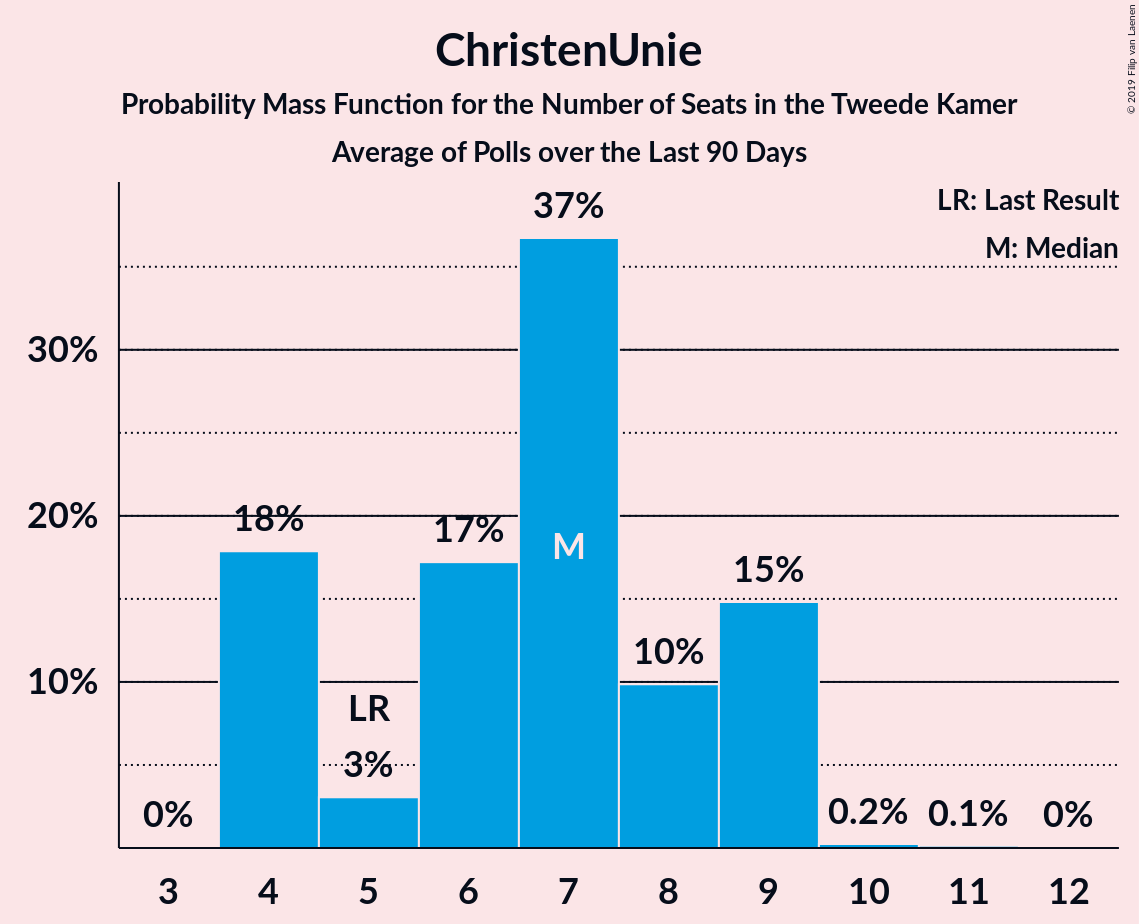 ChristenUnie
Probability Mass Function for the Number of Seats in the Tweede Kamer
Average of Polls over the Last 90 Days
© 2019 Filip van Laenen
LR: Last Result
M: Median
30%
20%
10%
0%
18%
LR
3%
17%
37%
M
10%
15%
0.2%
0.1%
0%
3 4 5 6 7 8 9 10 11 12